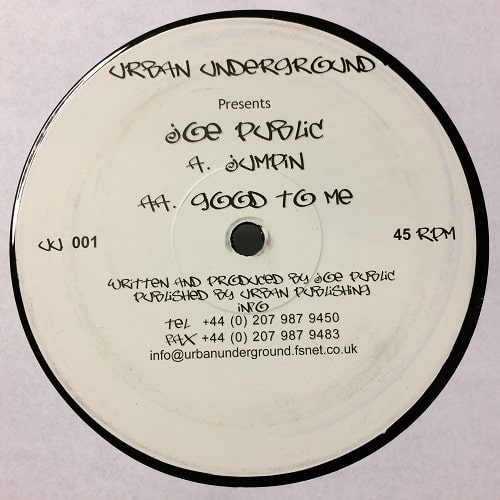 URBAN UNDERGROUND
Presents
JOE PUBLIC
A. JUMPIN
AA. GOOD TO ME
UU 001
45 RPM
WRITTEN AND PRODUCED BY JOE PUBLIC
PUBLISHED BY URBAN PUBLISHING
INFO
TEL +44 (0) 207 987 9450
FAX +44 (0) 207 987 9483
info@urbanunderground.fsnet.co.uk